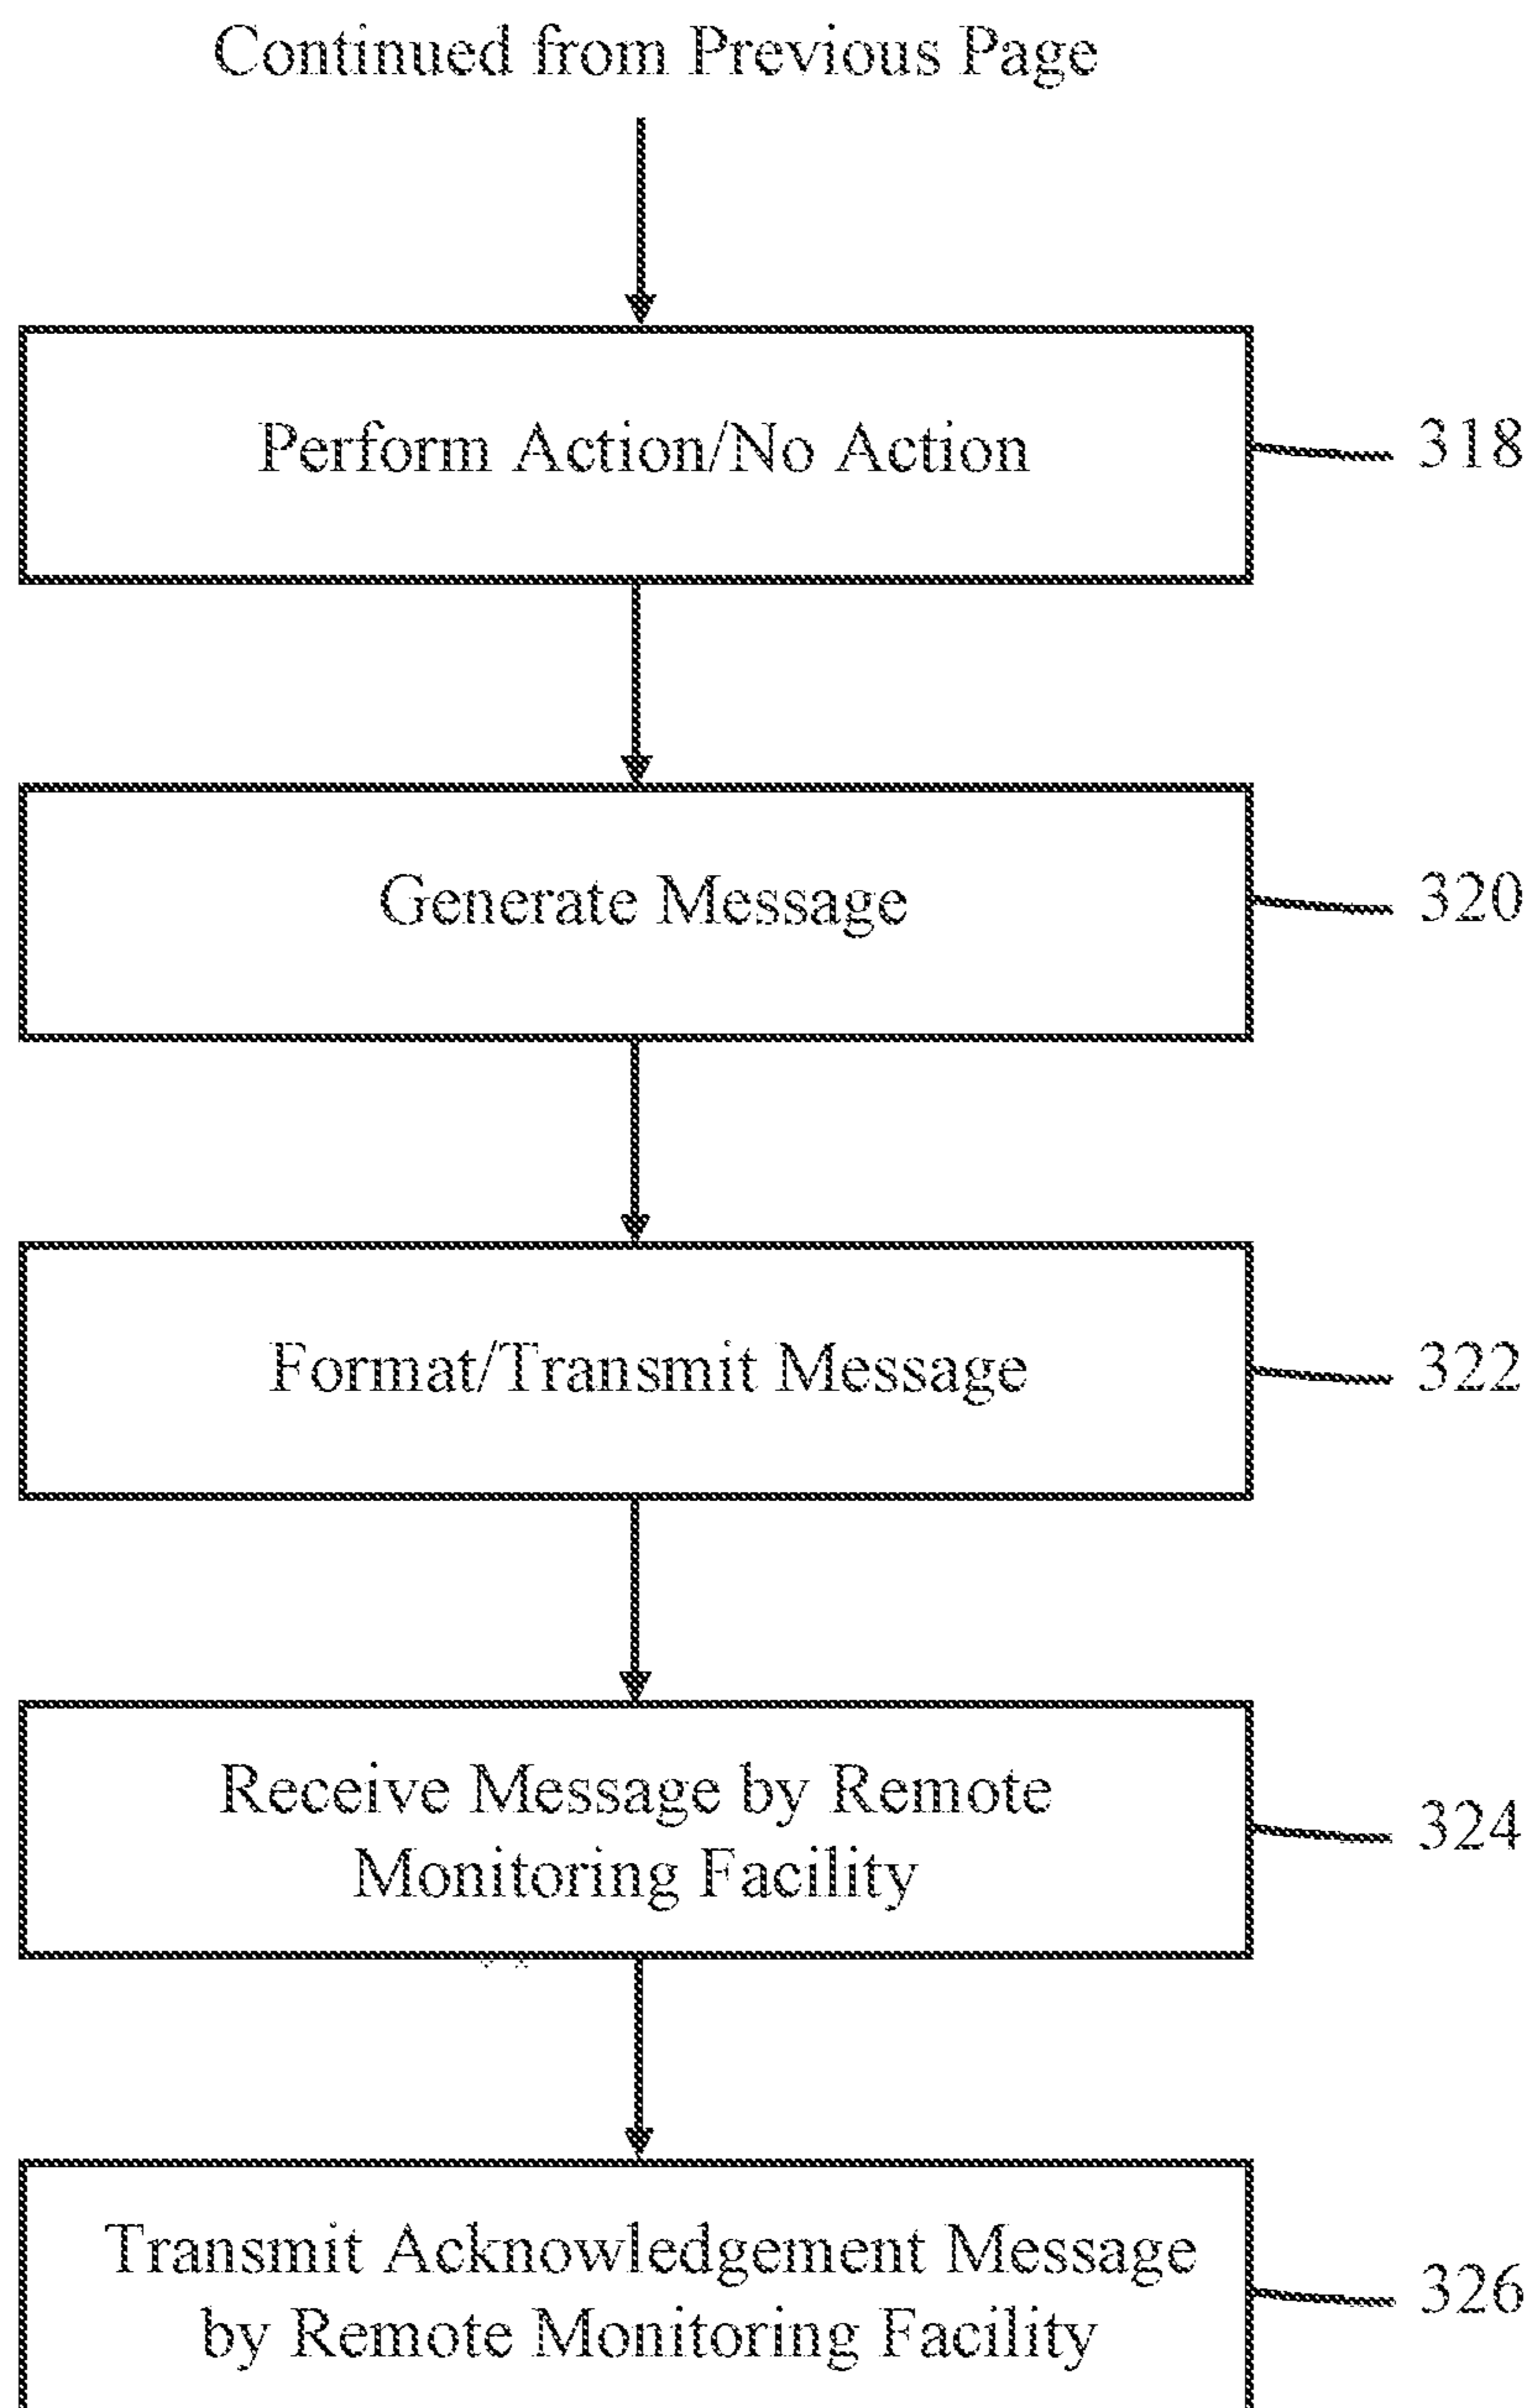 Continued from Previous Page
Perform Action/No Action
318
Generate Message
320
Format/Transmit Message
322
Receive Message by Remote
Monitoring Facility
324
Transmit Acknowledgement Message
by Remote Monitoring Facility
326